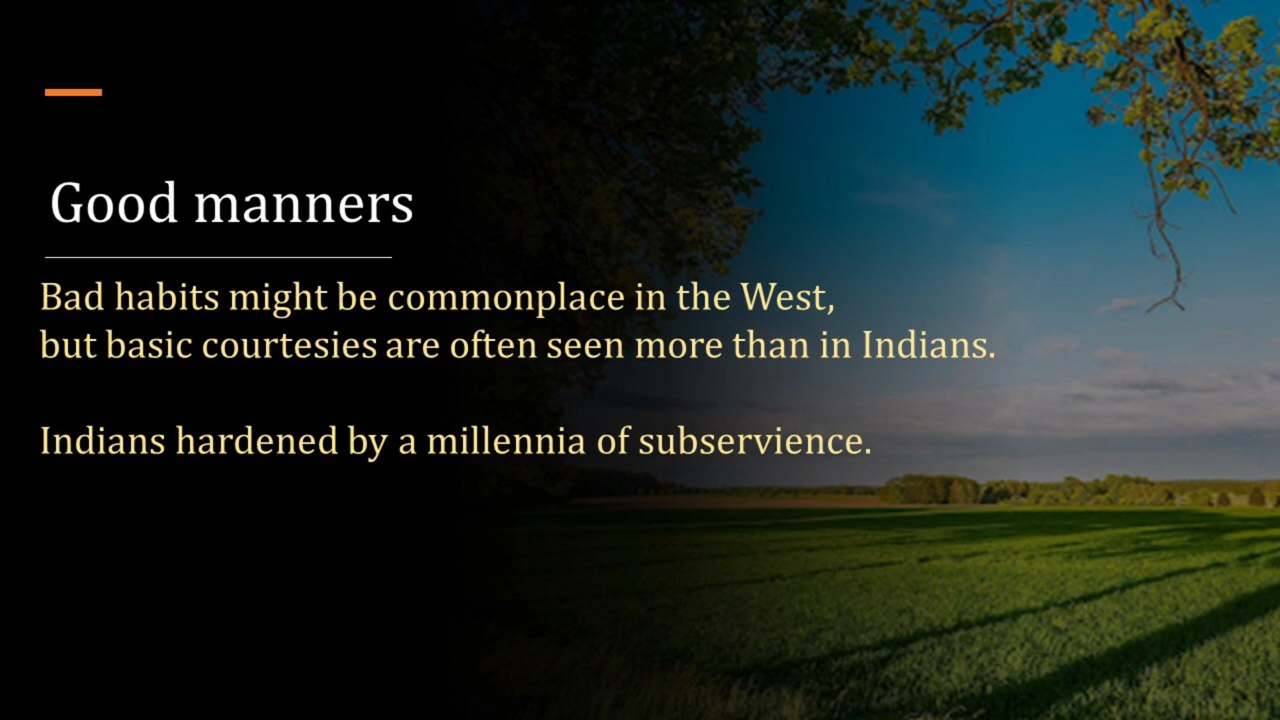 Good manners
Bad habits might be commonplace in the West,
but basic courtesies are often seen more than in Indians.
Indians hardened by a millennia of subservience.